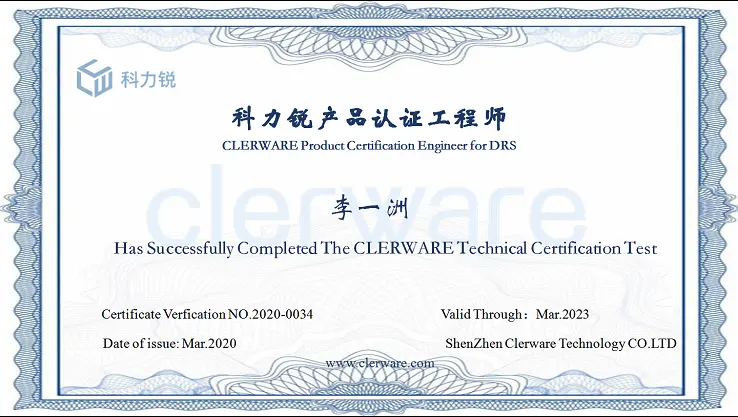 科力锐
科力锐产品认证工程师
CLERWARE Product Certification Engineer for DRS
clerware
李一洲
Has Successfully Completed The CLERWARE Technical Certification Test
Certificate Verfication NO.2020-0034 Valid Through：Mar.2023
Date of issue: Mar.2020 ShenZhen Clerware Technology CO.LTD
www.clerware.com